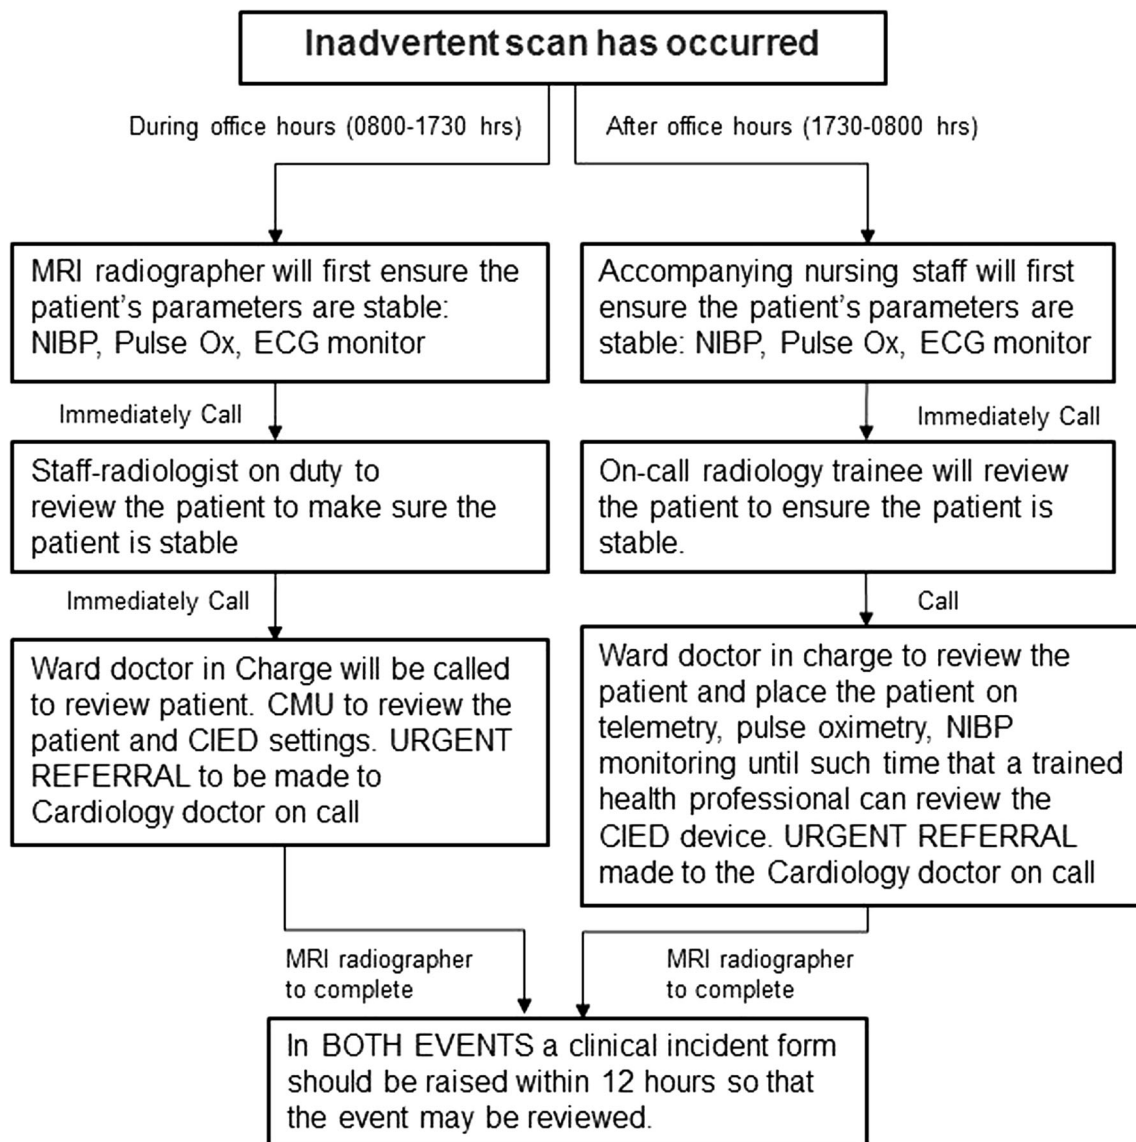 Inadvertent scan has occurred
During office hours (0800-1730 hrs)
After office hours (1730-0800 hrs)
MRI radiographer will first ensure the
patient's parameters are stable:
NIBP, Pulse Ox, ECG monitor
Accompanying nursing staff will first
ensure the patient's parameters are
stable: NIBP, Pulse Ox, ECG monitor
Immediately Call
Immediately Call
Staff-radiologist on duty to
review the patient to make sure the
patient is stable
On-call radiology trainee will review
the patient to ensure the patient is
stable.
Immediately Call
Call
Ward doctor in Charge will be called
to review patient. CMU to review the
patient and CIED settings. URGENT
REFERRAL to be made to
Cardiology doctor on call
Ward doctor in charge to review the
patient and place the patient on
telemetry, pulse oximetry, NIBP
monitoring until such time that a trained
health professional can review the
CIED device. URGENT REFERRAL
made to the Cardiology doctor on call
MRI radiographer
to complete
MRI radiographer
to complete
In BOTH EVENTS a clinical incident form
should be raised within 12 hours so that
the event may be reviewed.